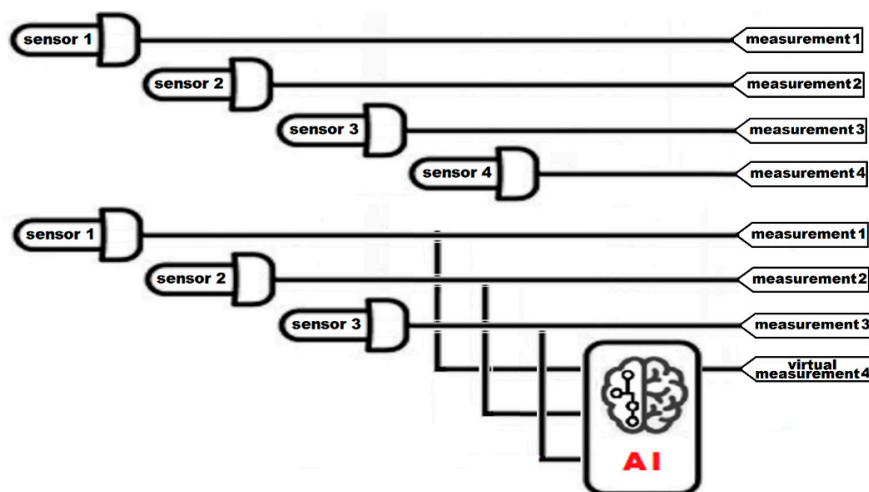 sensor 1
measurement1
sensor 2
measurement2
sensor 3
measurement3
sensor 4
measurement4
sensor 1
measurement1
sensor 2
measurement2
sensor 3
measurement3
virtual
measurement4
AI